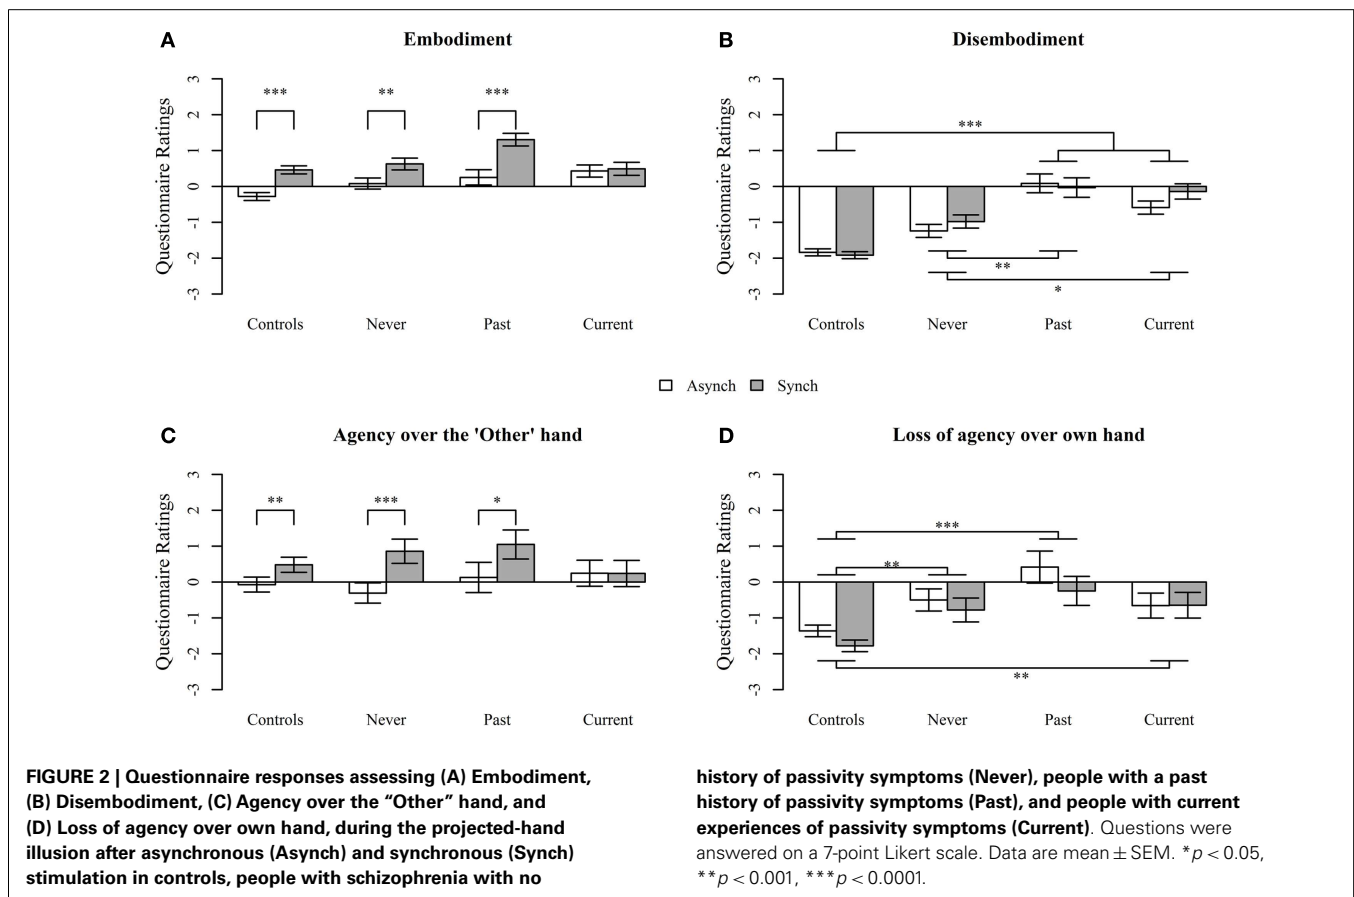 A
Embodiment
Questionnaire Ratings
3
2
1
0
-1
-2
-3
***
**
***
Controls
Never
Past
Current
B
Disembodiment
Questionnaire Ratings
3
2
1
0
-1
-2
-3
***
**
*
Controls
Never
Past
Current
Asynch
Synch
C
Agency over the 'Other' hand
Questionnaire Ratings
3
2
1
0
-1
-2
-3
**
***
*
Controls
Never
Past
Current
D
Loss of agency over own hand
Questionnaire Ratings
3
2
1
0
-1
-2
-3
***
**
**
Controls
Never
Past
Current
FIGURE 2 | Questionnaire responses assessing (A) Embodiment,
(B) Disembodiment, (C) Agency over the “Other” hand, and
(D) Loss of agency over own hand, during the projected-hand
illusion after asynchronous (Asynch) and synchronous (Synch)
stimulation in controls, people with schizophrenia with no
history of passivity symptoms (Never), people with a past
history of passivity symptoms (Past), and people with current
experiences of passivity symptoms (Current). Questions were
answered on a 7-point Likert scale. Data are mean ± SEM. *p < 0.05,
**p < 0.001, ***p < 0.0001.